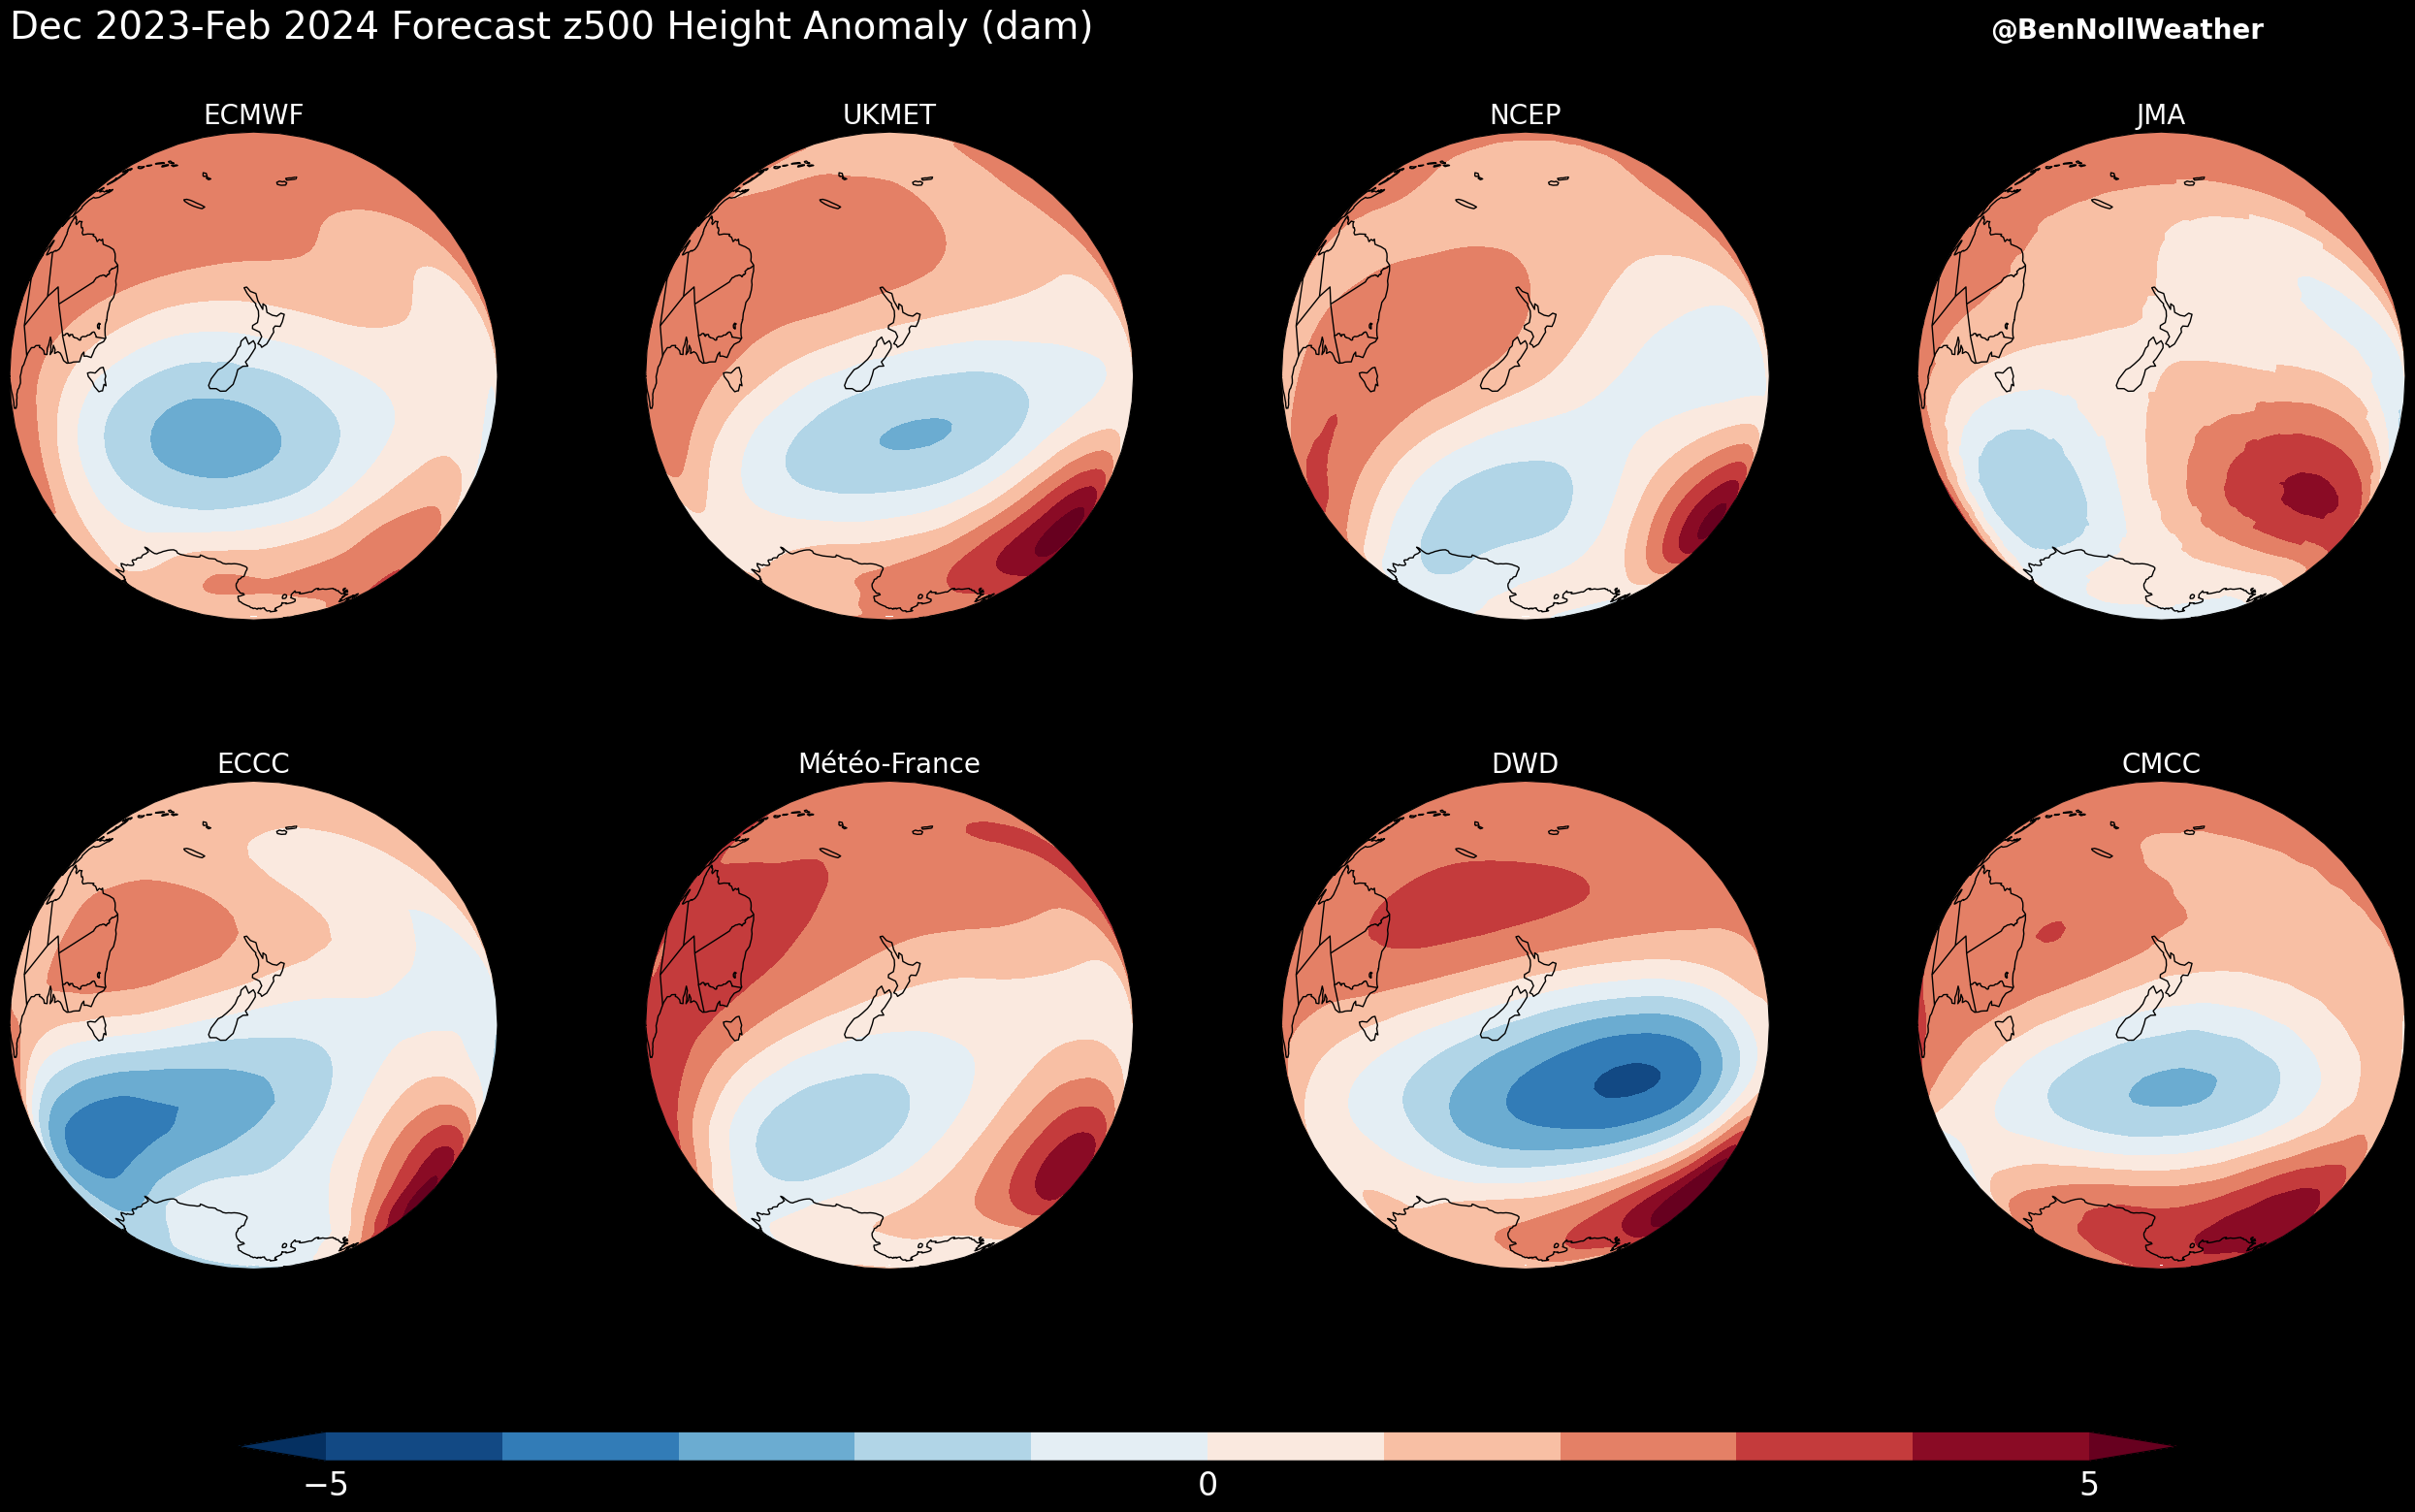 Dec 2023-Feb 2024 Forecast z500 Height Anomaly (dam)
@BenNollWeather
ECMWF
UKMET
NCEP
JMA
ECCC
Météo-France
DWD
CMCC
−5
0
5